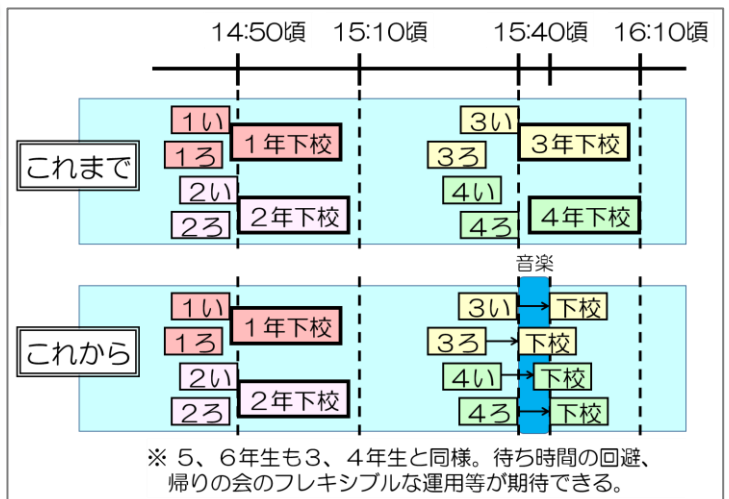 14:50頃 15:10頃 15:40頃 16:10頃
これまで
1い
1ろ
1年下校
2い
2ろ
2年下校
3い
3ろ
3年下校
4い
4ろ
4年下校
音楽
これから
1い
1ろ
1年下校
2い
2ろ
2年下校
3い 下校
3ろ 下校
4い 下校
4ろ 下校
※ 5、6年生も3、4年生と同様。待ち時間の回避、
帰りの会のフレキシブルな運用等が期待できる。